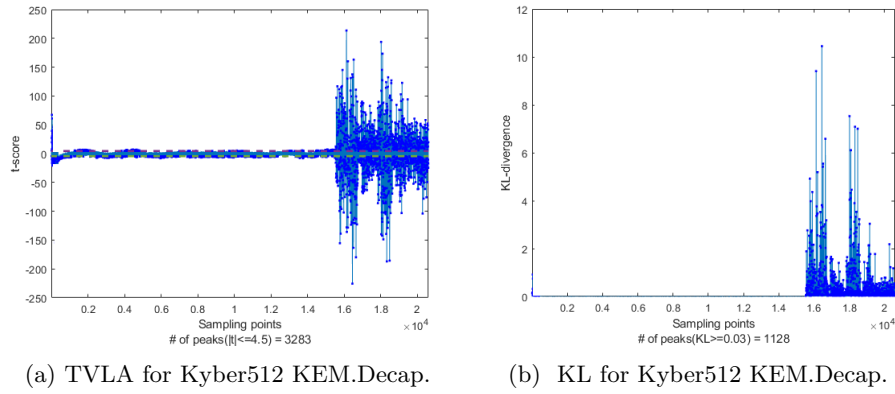 250
200
150
100
50
0
-50
-100
-150
-200
-250
t-score
0.2 0.4 0.6 0.8 1 1.2 1.4 1.6 1.8 2
Sampling points
×10⁴
# of peaks(|t|<=4.5) = 3283
(a) TVLA for Kyber512 KEM.Decap.
12
10
8
6
4
2
0
KL-divergence
0.2 0.4 0.6 0.8 1 1.2 1.4 1.6 1.8 2
Sampling points
×10⁴
# of peaks(KL>=0.03) = 1128
(b) KL for Kyber512 KEM.Decap.